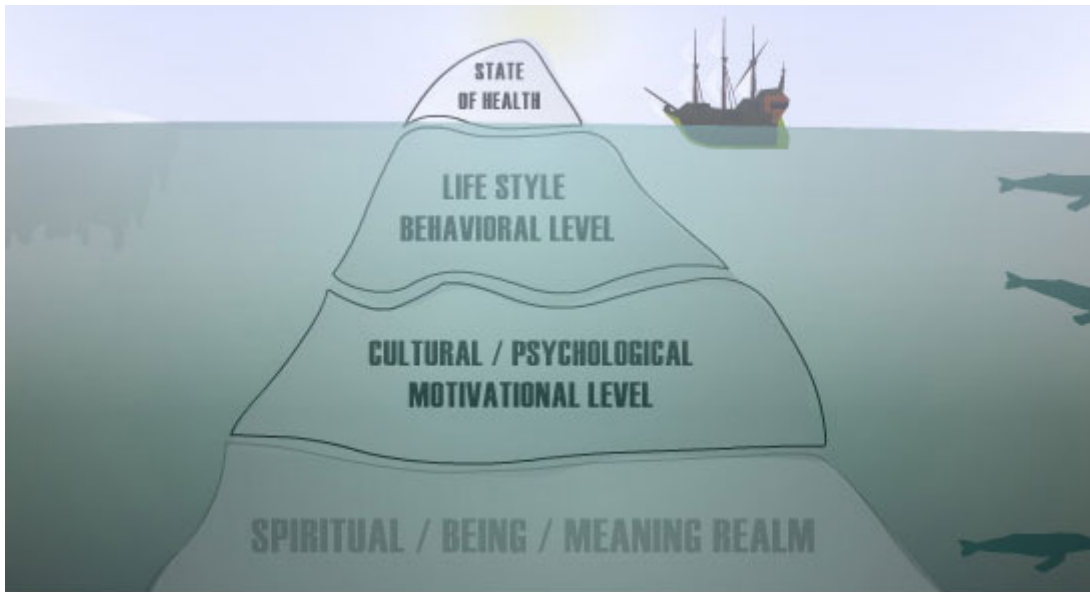 STATE
OF HEALTH
LIFE STYLE
BEHAVIORAL LEVEL
CULTURAL / PSYCHOLOGICAL
MOTIVATIONAL LEVEL
SPIRITUAL / BEING / MEANING REALM